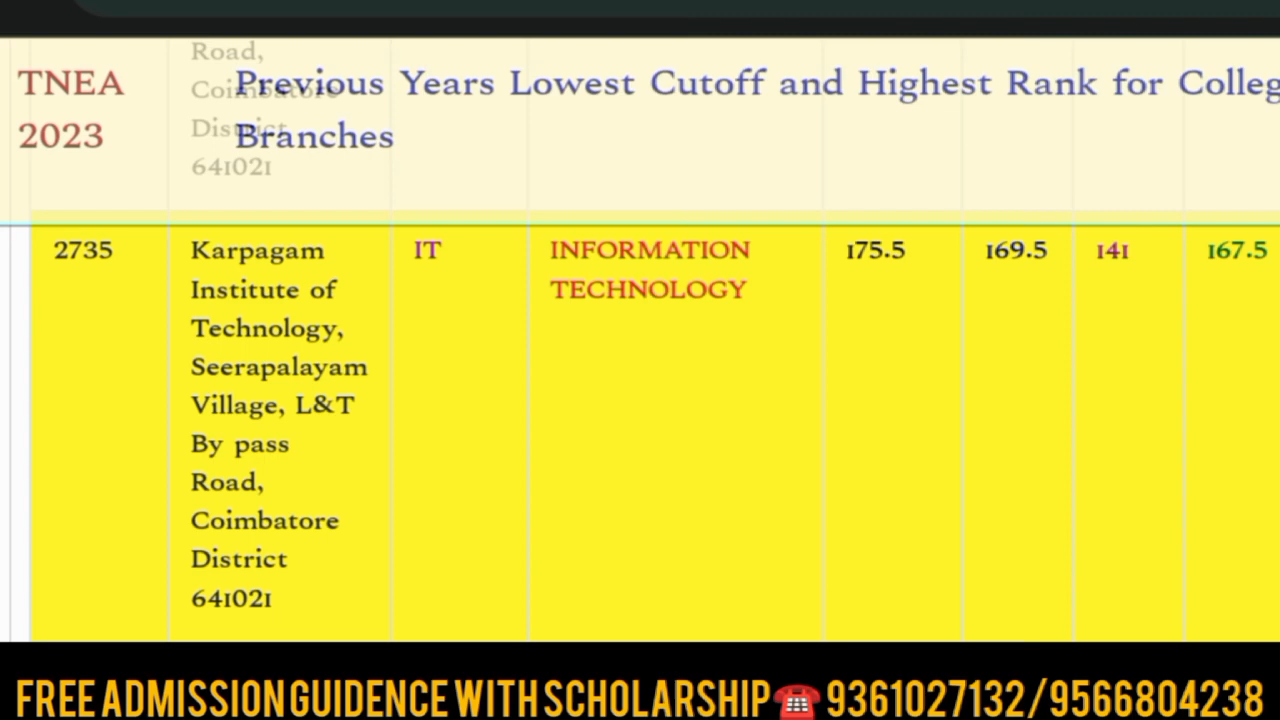 Road,
Coimbatore
District
641021
TNEA
2023
Previous Years Lowest Cutoff and Highest Rank for Colleg
Branches
2735
Karpagam
Institute of
Technology,
Seerapalayam
Village, L&T
By pass
Road,
Coimbatore
District
641021
IT
INFORMATION
TECHNOLOGY
175.5
169.5
141
167.5
FREE ADMISSION GUIDENCE WITH SCHOLARSHIP☎️ 9361027132/9566804238